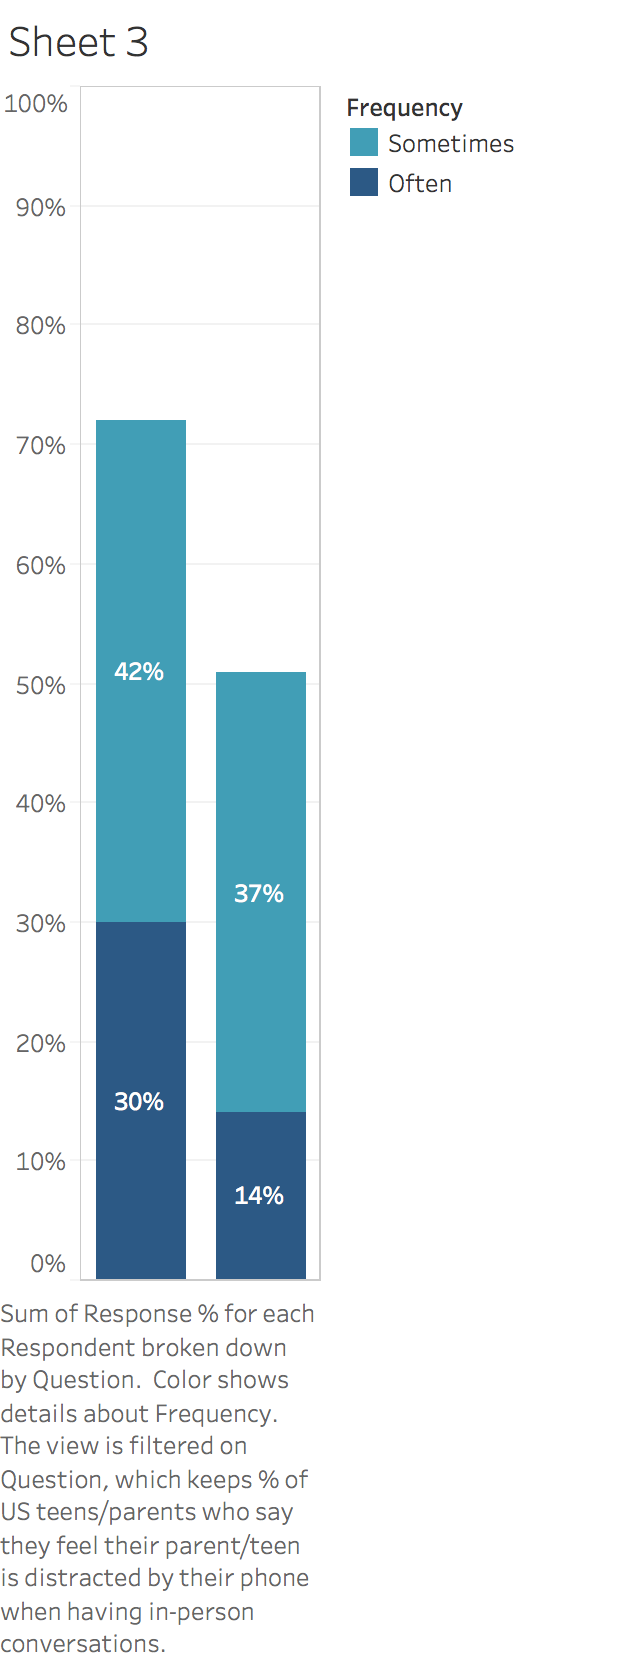 Sheet 3
100%
90%
80%
70%
60%
50%
40%
30%
20%
10%
0%
42%
30%
37%
14%
Frequency
Sometimes
Often
Sum of Response % for each
Respondent broken down
by Question.  Color shows
details about Frequency.
The view is filtered on
Question, which keeps % of
US teens/parents who say
they feel their parent/teen
is distracted by their phone
when having in-person
conversations.